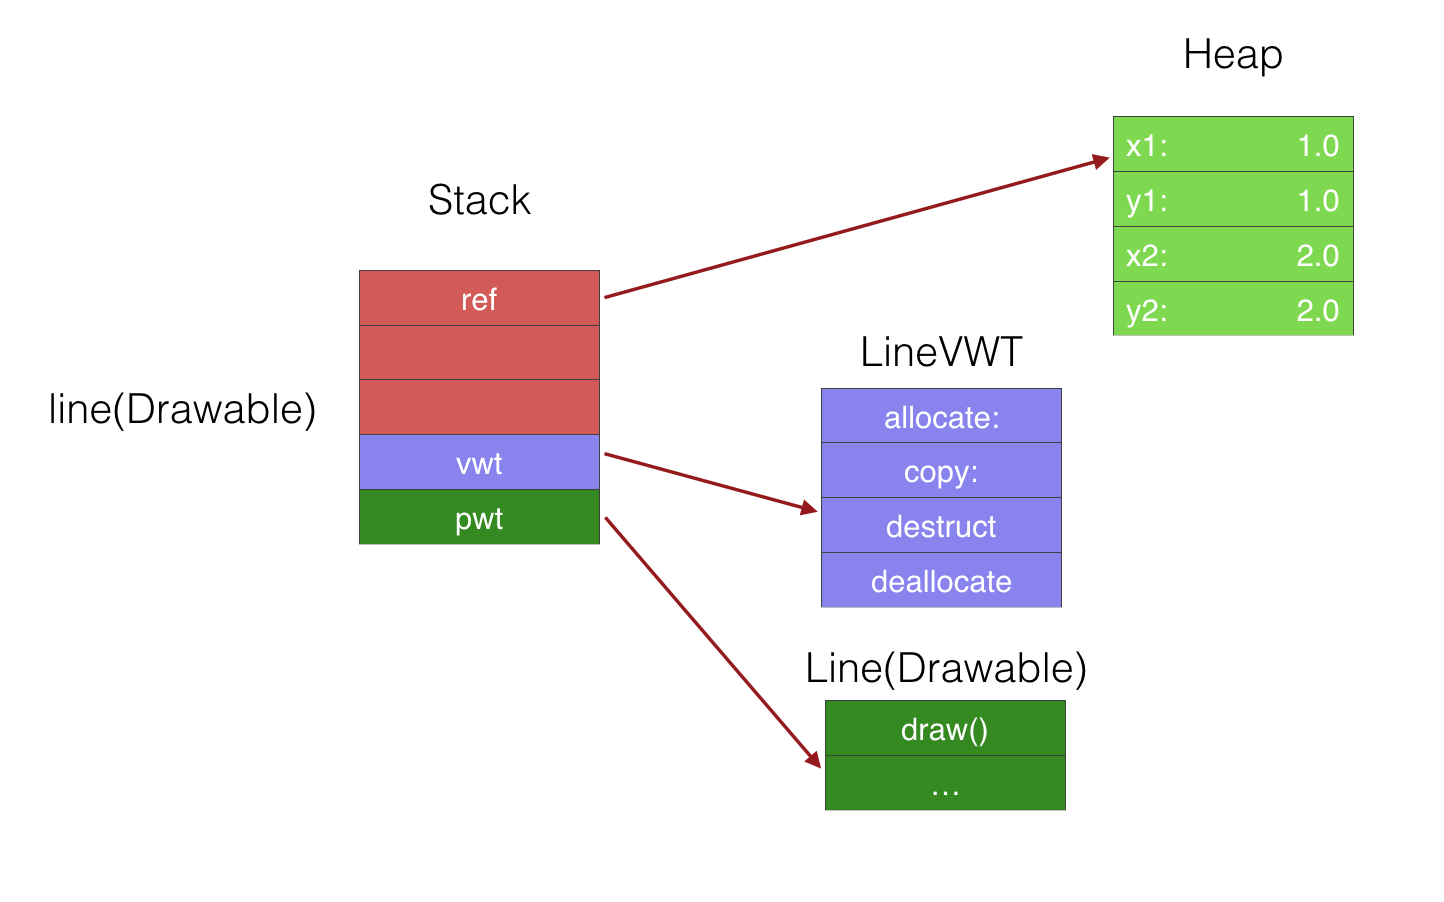 Heap
x1: 1.0
y1: 1.0
x2: 2.0
y2: 2.0
Stack
ref
line(Drawable)
vwt
pwt
LineVWT
allocate:
copy:
destruct
deallocate
Line(Drawable)
draw()
...